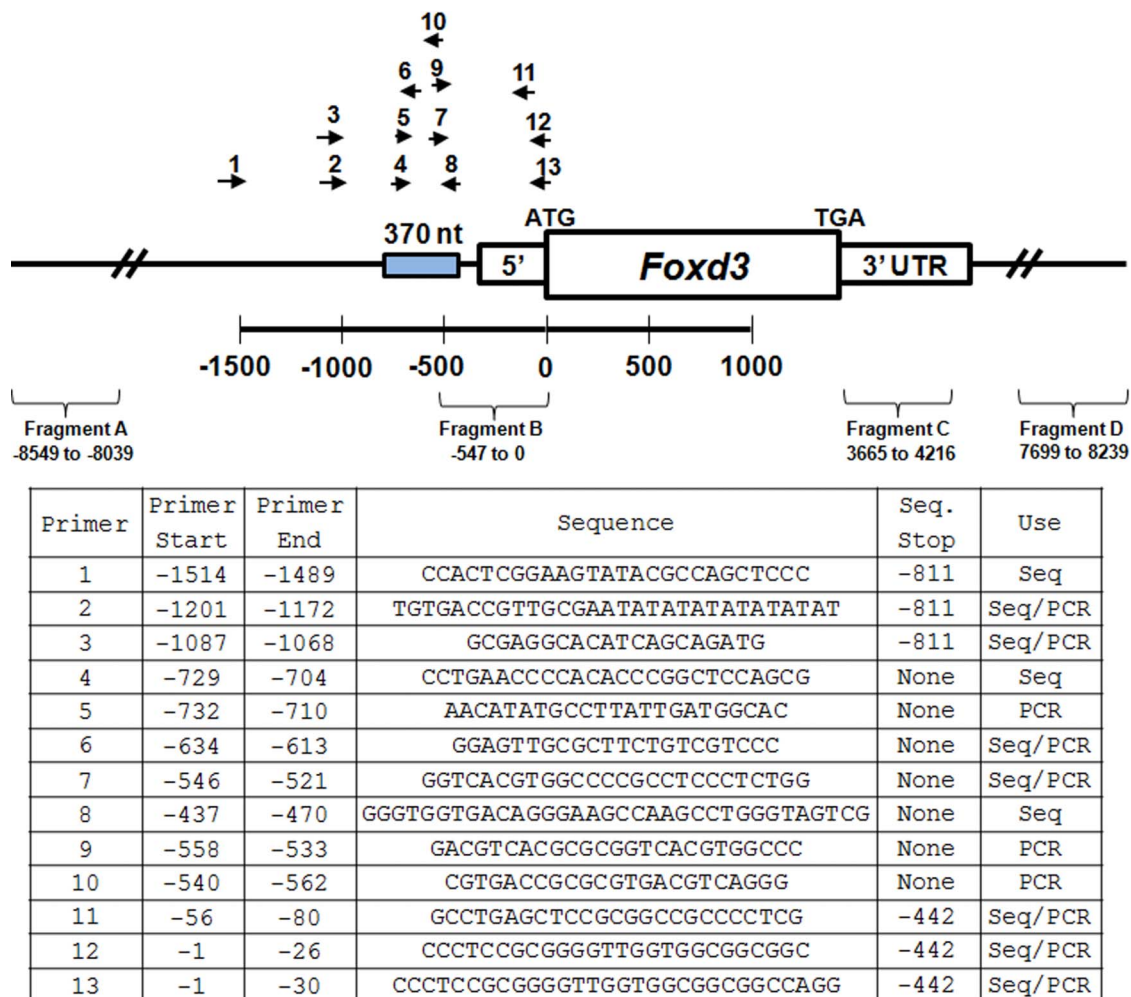 10
6 9 11
3 5 7 12
1 2 4 8 13
ATG TGA
370 nt
5' Foxd3 3' UTR
-1500 -1000 -500 0 500 1000
Fragment A Fragment B Fragment C Fragment D
-8549 to -8039 -547 to 0 3665 to 4216 7699 to 8239
Primer Primer Start Primer End Sequence Seq. Stop Use
1 -1514 -1489 CCACTCGGAAGTATACGCCAGCTCCC -811 Seq
2 -1201 -1172 TGTGACCGTTGCGAATATATATATATATAT -811 Seq/PCR
3 -1087 -1068 GCGAGGCACATCAGCAGATG -811 Seq/PCR
4 -729 -704 CCTGAACCCCACACCCGGCTCCAGCG None Seq
5 -732 -710 AACATATGCCTTATTGATGGCAC None PCR
6 -634 -613 GGAGTTGCGCTTCTGTCGTCCC None Seq/PCR
7 -546 -521 GGTCACGTGGCCCCGCCTCCCTCTGG None Seq/PCR
8 -437 -470 GGGTGGTGACAGGGAAGCCAAGCCTGGGTAGTCG None Seq
9 -558 -533 GACGTCACGCGCGGTCACGTGGCCC None PCR
10 -540 -562 CGTGACCGCGCGTGACGTCAGGG None PCR
11 -56 -80 GCCTGAGCTCCGCGGCCGCCCCTCG -442 Seq/PCR
12 -1 -26 CCCTCCGCGGGGTTGGTGGCGGCGGC -442 Seq/PCR
13 -1 -30 CCCTCCGCGGGGTTGGTGGCGGCGGCCAGG -442 Seq/PCR